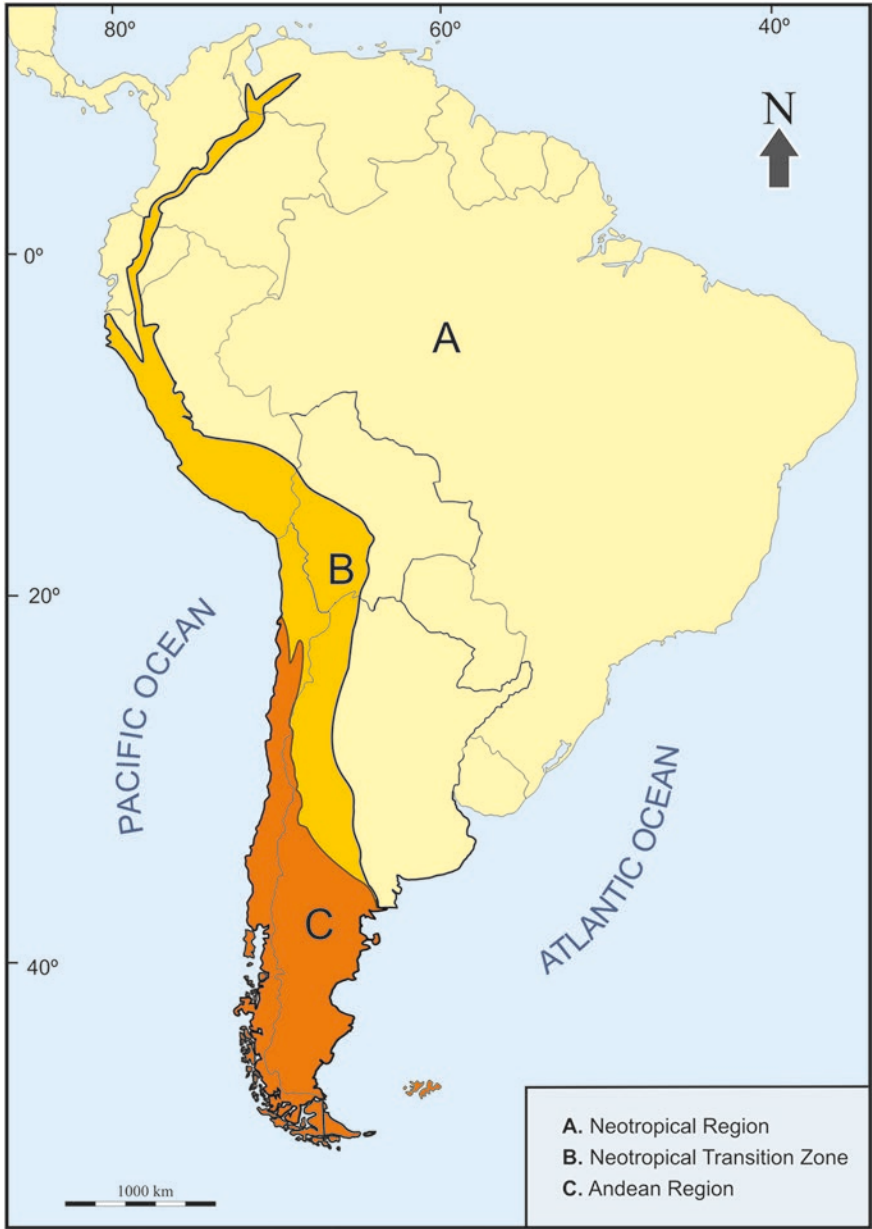 80º
60º
40º
N
0º
A
B
20º
PACIFIC OCEAN
ATLANTIC OCEAN
C
40º
1000 km
A. Neotropical Region
B. Neotropical Transition Zone
C. Andean Region